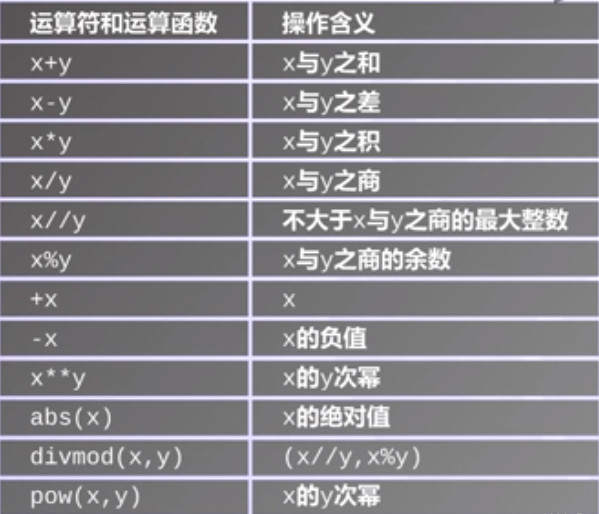 运算符和运算函数 操作含义
x+y x与y之和
x-y x与y之差
x*y x与y之积
x/y x与y之商
x//y 不大于x与y之商的最大整数
x%y x与y之商的余数
+x x
-x x的负值
x**y x的y次幂
abs(x) x的绝对值
divmod(x,y) (x//y,x%y)
pow(x,y) x的y次幂